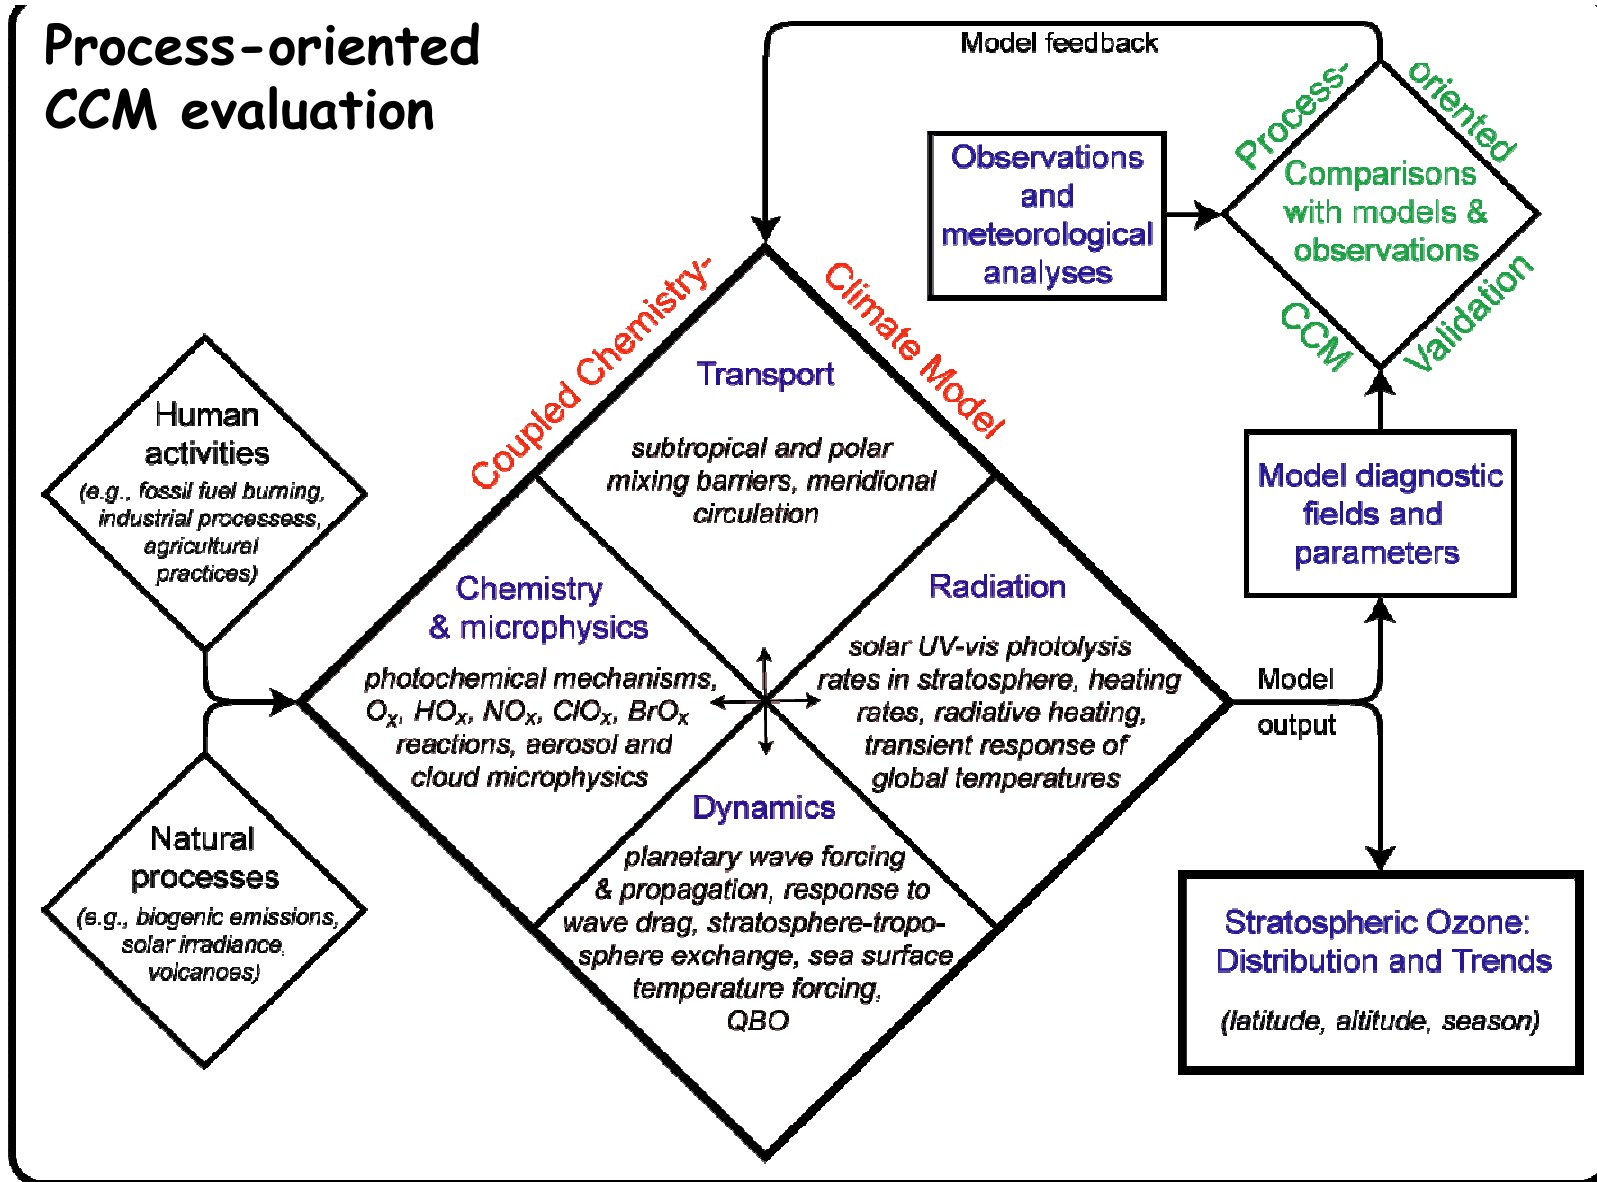 Process-oriented
CCM evaluation
Model feedback
Observations
and
meteorological
analyses
Process-
oriented
CCM
Validation
Comparisons
with models &
observations
Coupled Chemistry-
Climate Model
Transport
subtropical and polar
mixing barriers, meridional
circulation
Human
activities
(e.g., fossil fuel burning,
industrial processess,
agricultural
practices)
Chemistry
& microphysics
photochemical mechanisms,
Ox, HOx, NOx, ClOx, BrOx
reactions, aerosol and
cloud microphysics
Radiation
solar UV-vis photolysis
rates in stratosphere, heating
rates, radiative heating,
transient response of
global temperatures
Model diagnostic
fields and
parameters
Model
output
Natural
processes
(e.g., biogenic emissions,
solar irradiance,
volcanoes)
Dynamics
planetary wave forcing
& propagation, response to
wave drag, stratosphere-tropo-
sphere exchange, sea surface
temperature forcing,
QBO
Stratospheric Ozone:
Distribution and Trends
(latitude, altitude, season)